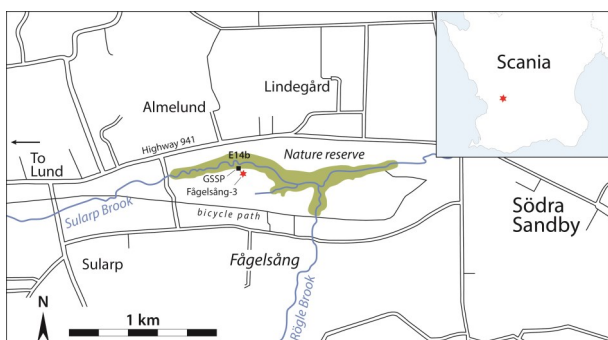 Scania
Lindegård
Almelund
Highway 941
To
Lund
E14b
Nature reserve
GSSP
Fågelsång-3
Sularp Brook
bicycle path
Södra
Sandby
Sularp
Fågelsång
Rögle Brook
N
1 km